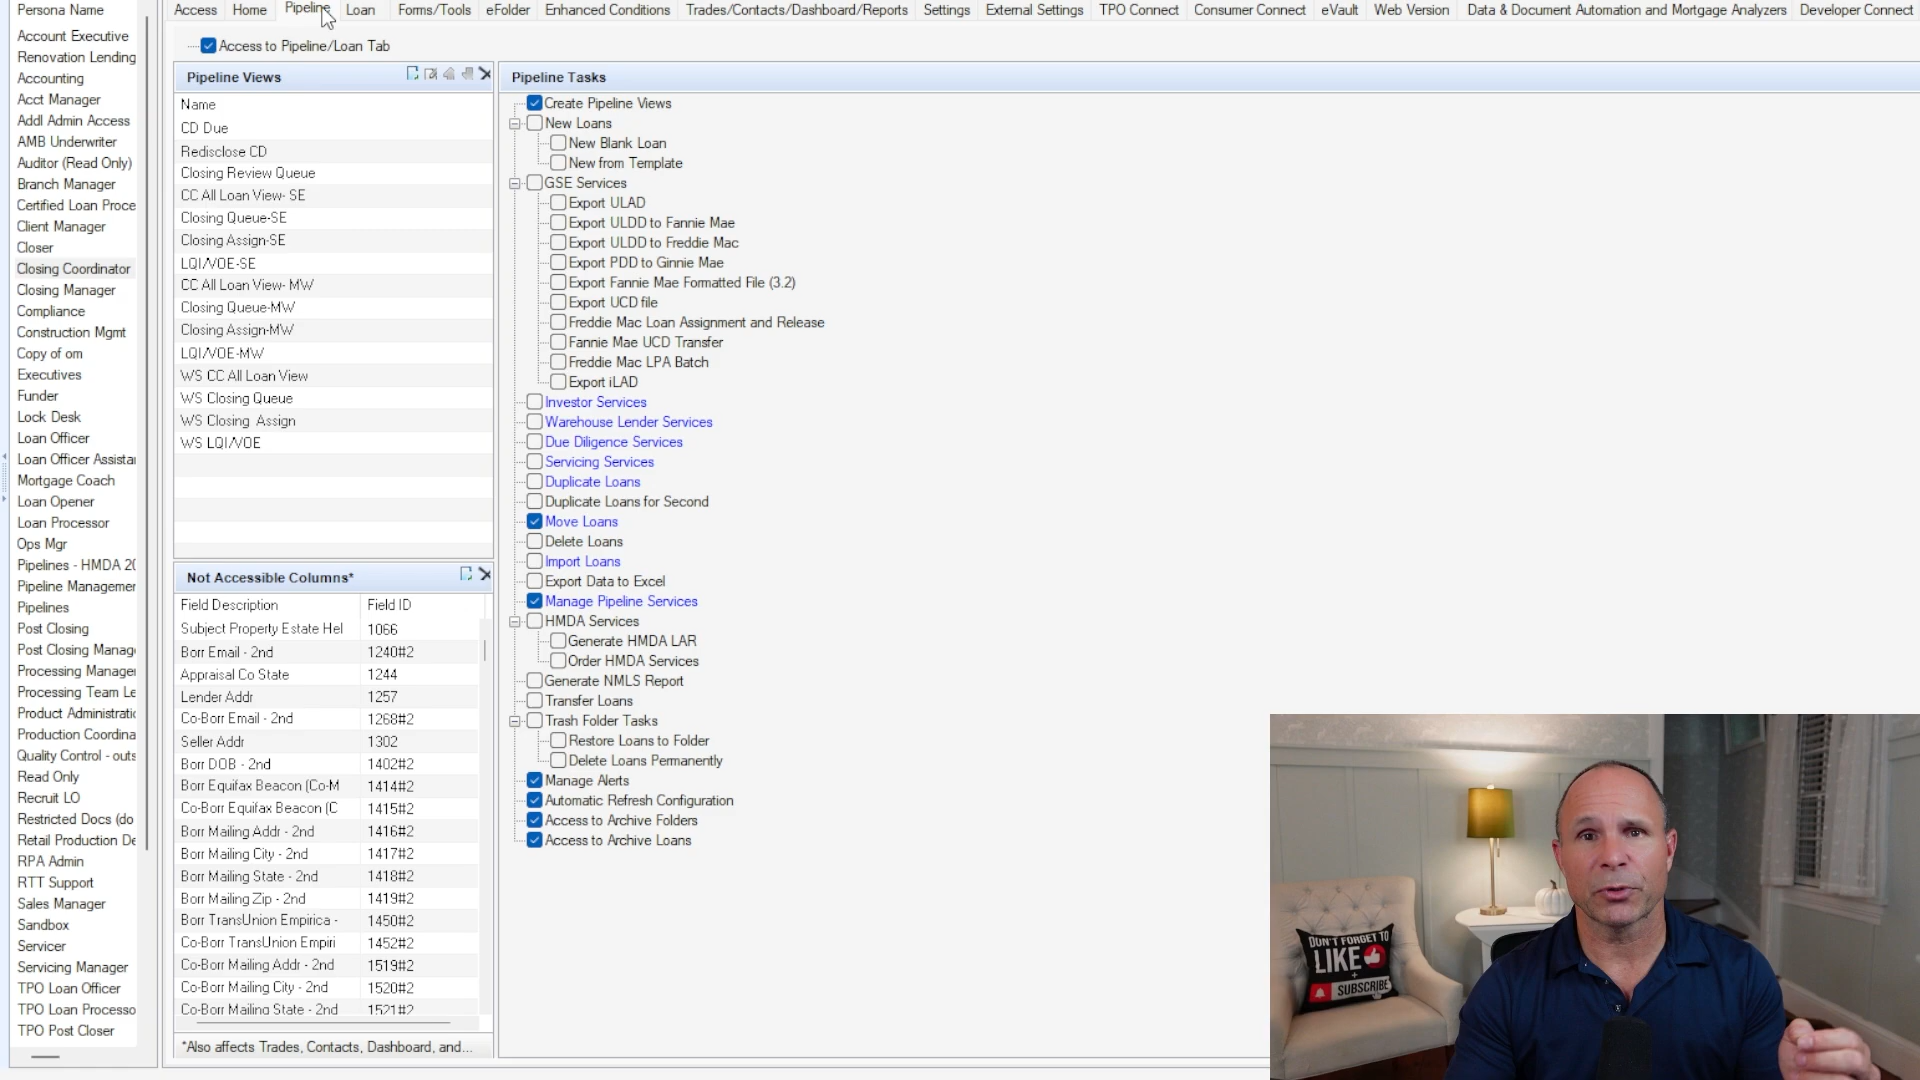 Persona Name
Account Executive
Renovation Lending
Accounting
Acct Manager
Addl Admin Access
AMB Underwriter
Auditor (Read Only)
Branch Manager
Certified Loan Proce
Client Manager
Closer
Closing Coordinator
Closing Manager
Compliance
Construction Mgmt
Copy of om
Executives
Funder
Lock Desk
Loan Officer
Loan Officer Assistar
Mortgage Coach
Loan Opener
Loan Processor
Ops Mgr
Pipelines - HMDA 20
Pipeline Managemer
Pipelines
Post Closing
Post Closing Manag
Processing Manager
Processing Team Le
Product Administratic
Production Coordina
Quality Control - outs
Read Only
Recruit LO
Restricted Docs (do
Retail Production De
RPA Admin
RTT Support
Sales Manager
Sandbox
Servicer
Servicing Manager
TPO Loan Officer
TPO Loan Processo
TPO Post Closer
Access Home Pipeline Loan Forms/Tools eFolder Enhanced Conditions Trades/Contacts/Dashboard/Reports Settings External Settings TPO Connect Consumer Connect eVault Web Version Data & Document Automation and Mortgage Analyzers Developer Connect
Access to Pipeline/Loan Tab
Pipeline Views
Name
CD Due
Redisclose CD
Closing Review Queue
CC All Loan View- SE
Closing Queue-SE
Closing Assign-SE
LQI/VOE-SE
CC All Loan View- MW
Closing Queue-MW
Closing Assign-MW
LQI/VOE-MW
WS CC All Loan View
WS Closing Queue
WS Closing Assign
WS LQI/VOE
Not Accessible Columns*
Field Description Field ID
Subject Property Estate Hel 1066
Borr Email - 2nd 1240#2
Appraisal Co State 1244
Lender Addr 1257
Co-Borr Email - 2nd 1268#2
Seller Addr 1302
Borr DOB - 2nd 1402#2
Borr Equifax Beacon (Co-M 1414#2
Co-Borr Equifax Beacon (C 1415#2
Borr Mailing Addr - 2nd 1416#2
Borr Mailing City - 2nd 1417#2
Borr Mailing State - 2nd 1418#2
Borr Mailing Zip - 2nd 1419#2
Borr TransUnion Empirica - 1450#2
Co-Borr TransUnion Empiri 1452#2
Co-Borr Mailing Addr - 2nd 1519#2
Co-Borr Mailing City - 2nd 1520#2
Co-Borr Mailing State - 2nd 1521#2
*Also affects Trades, Contacts, Dashboard, and...
Pipeline Tasks
Create Pipeline Views
New Loans
New Blank Loan
New from Template
GSE Services
Export ULAD
Export ULDD to Fannie Mae
Export ULDD to Freddie Mac
Export PDD to Ginnie Mae
Export Fannie Mae Formatted File (3.2)
Export UCD file
Freddie Mac Loan Assignment and Release
Fannie Mae UCD Transfer
Freddie Mac LPA Batch
Export iLAD
Investor Services
Warehouse Lender Services
Due Diligence Services
Servicing Services
Duplicate Loans
Duplicate Loans for Second
Move Loans
Delete Loans
Import Loans
Export Data to Excel
Manage Pipeline Services
HMDA Services
Generate HMDA LAR
Order HMDA Services
Generate NMLS Report
Transfer Loans
Trash Folder Tasks
Restore Loans to Folder
Delete Loans Permanently
Manage Alerts
Automatic Refresh Configuration
Access to Archive Folders
Access to Archive Loans
DON'T FORGET TO
LIKE
+
SUBSCRIBE